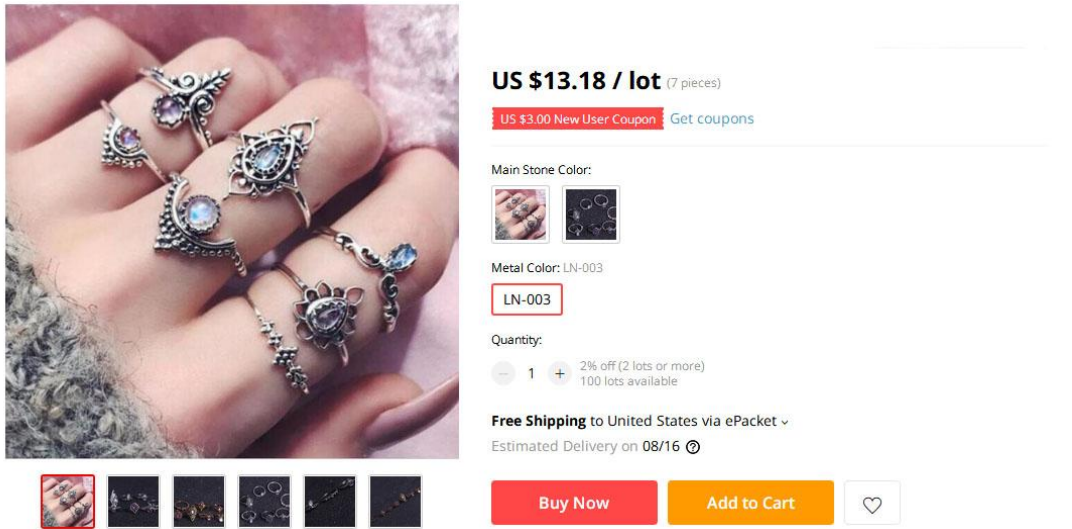 US $13.18 / lot (7 pieces)
US $3.00 New User Coupon Get coupons
Main Stone Color:
Metal Color: LN-003
LN-003
Quantity:
− 1 + 2% off (2 lots or more)
100 lots available
Free Shipping to United States via ePacket
Estimated Delivery on 08/16 ?
Buy Now Add to Cart